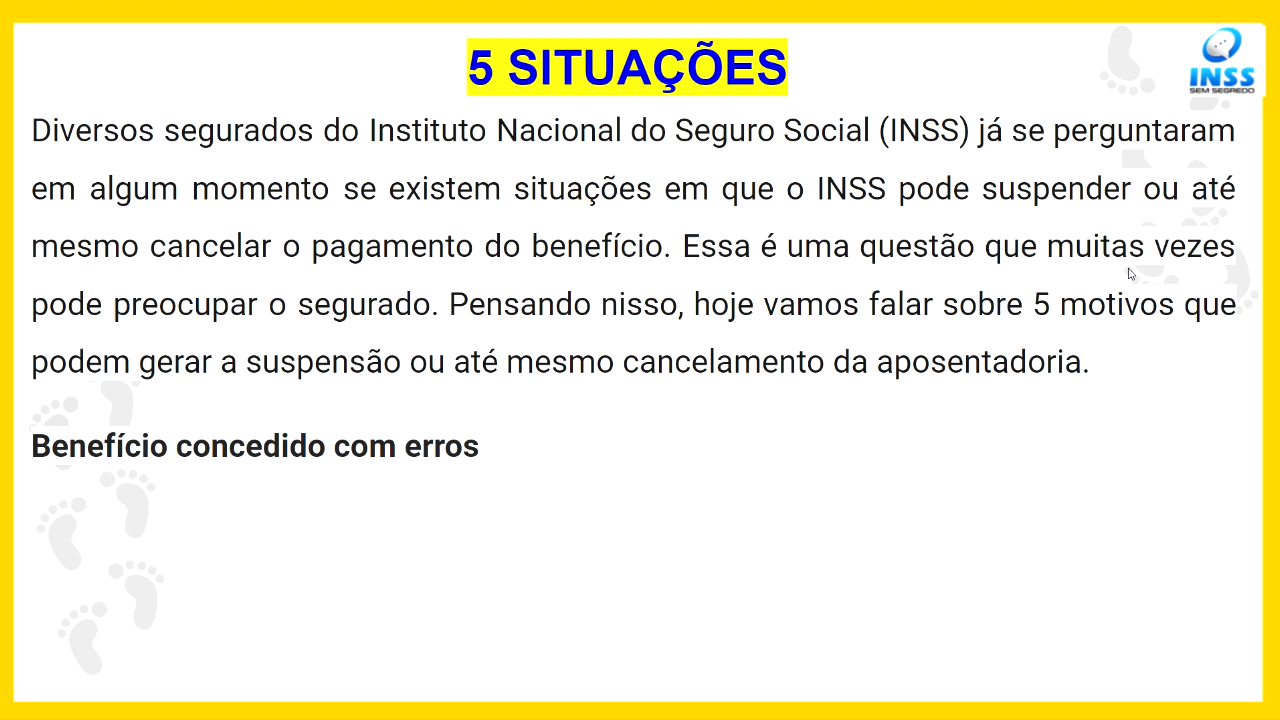 5 SITUAÇÕES
INSS
SEM SEGREDO
Diversos segurados do Instituto Nacional do Seguro Social (INSS) já se perguntaram
em algum momento se existem situações em que o INSS pode suspender ou até
mesmo cancelar o pagamento do benefício. Essa é uma questão que muitas vezes
pode preocupar o segurado. Pensando nisso, hoje vamos falar sobre 5 motivos que
podem gerar a suspensão ou até mesmo cancelamento da aposentadoria.
Benefício concedido com erros